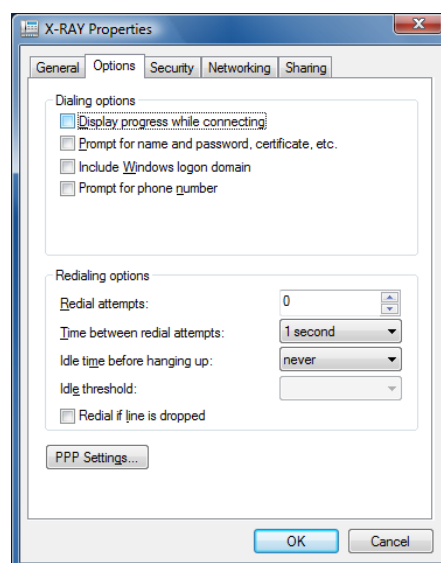 X-RAY Properties
General Options Security Networking Sharing
Dialing options
Display progress while connecting
Prompt for name and password, certificate, etc.
Include Windows logon domain
Prompt for phone number
Redialing options
Redial attempts: 0
Time between redial attempts: 1 second
Idle time before hanging up: never
Idle threshold:
Redial if line is dropped
PPP Settings...
OK Cancel